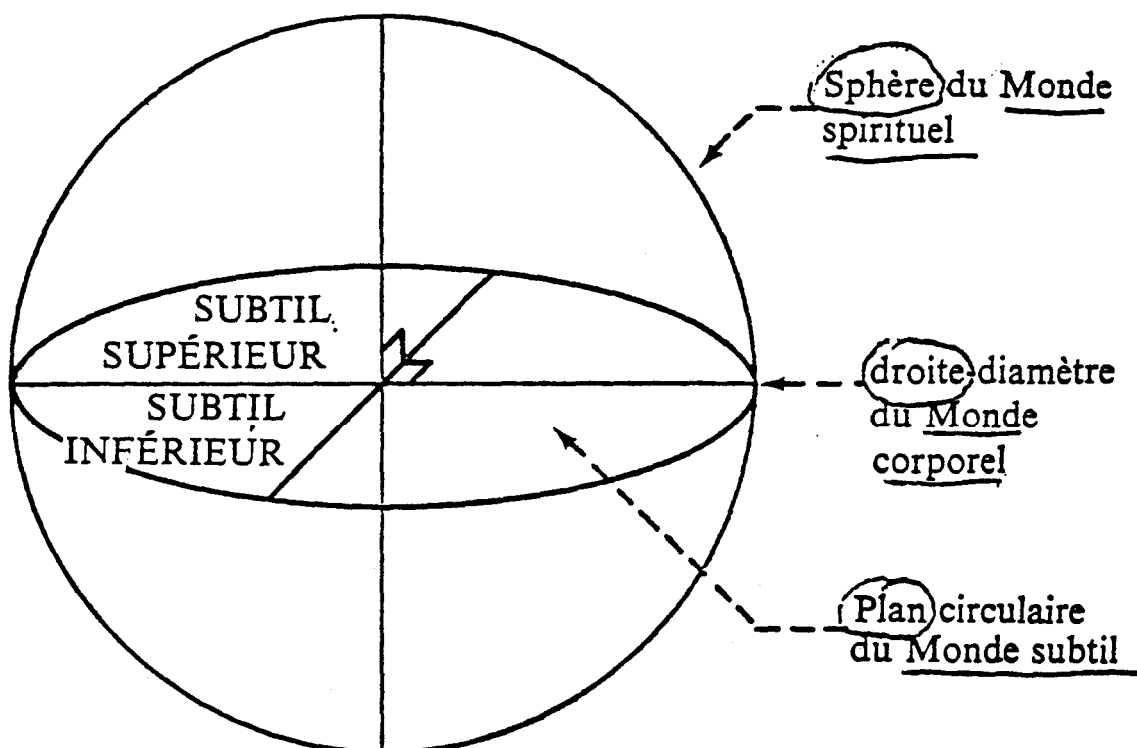 Sphère du Monde
spirituel
SUBTIL
SUPÉRIEUR
SUBTIL
INFÉRIEUR
droite-diamètre
du Monde
corporel
Plan circulaire
du Monde subtil